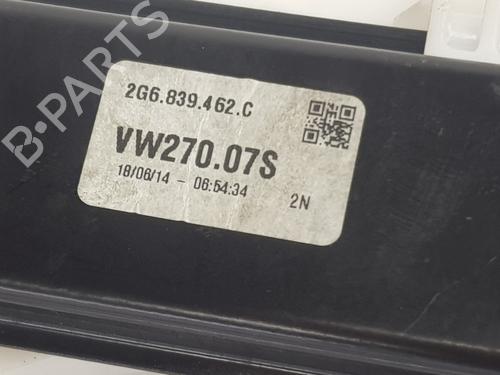 B-PARTS
2G6.839.462.C
VW270.07S
18/06/14 - 06:54:34
2N